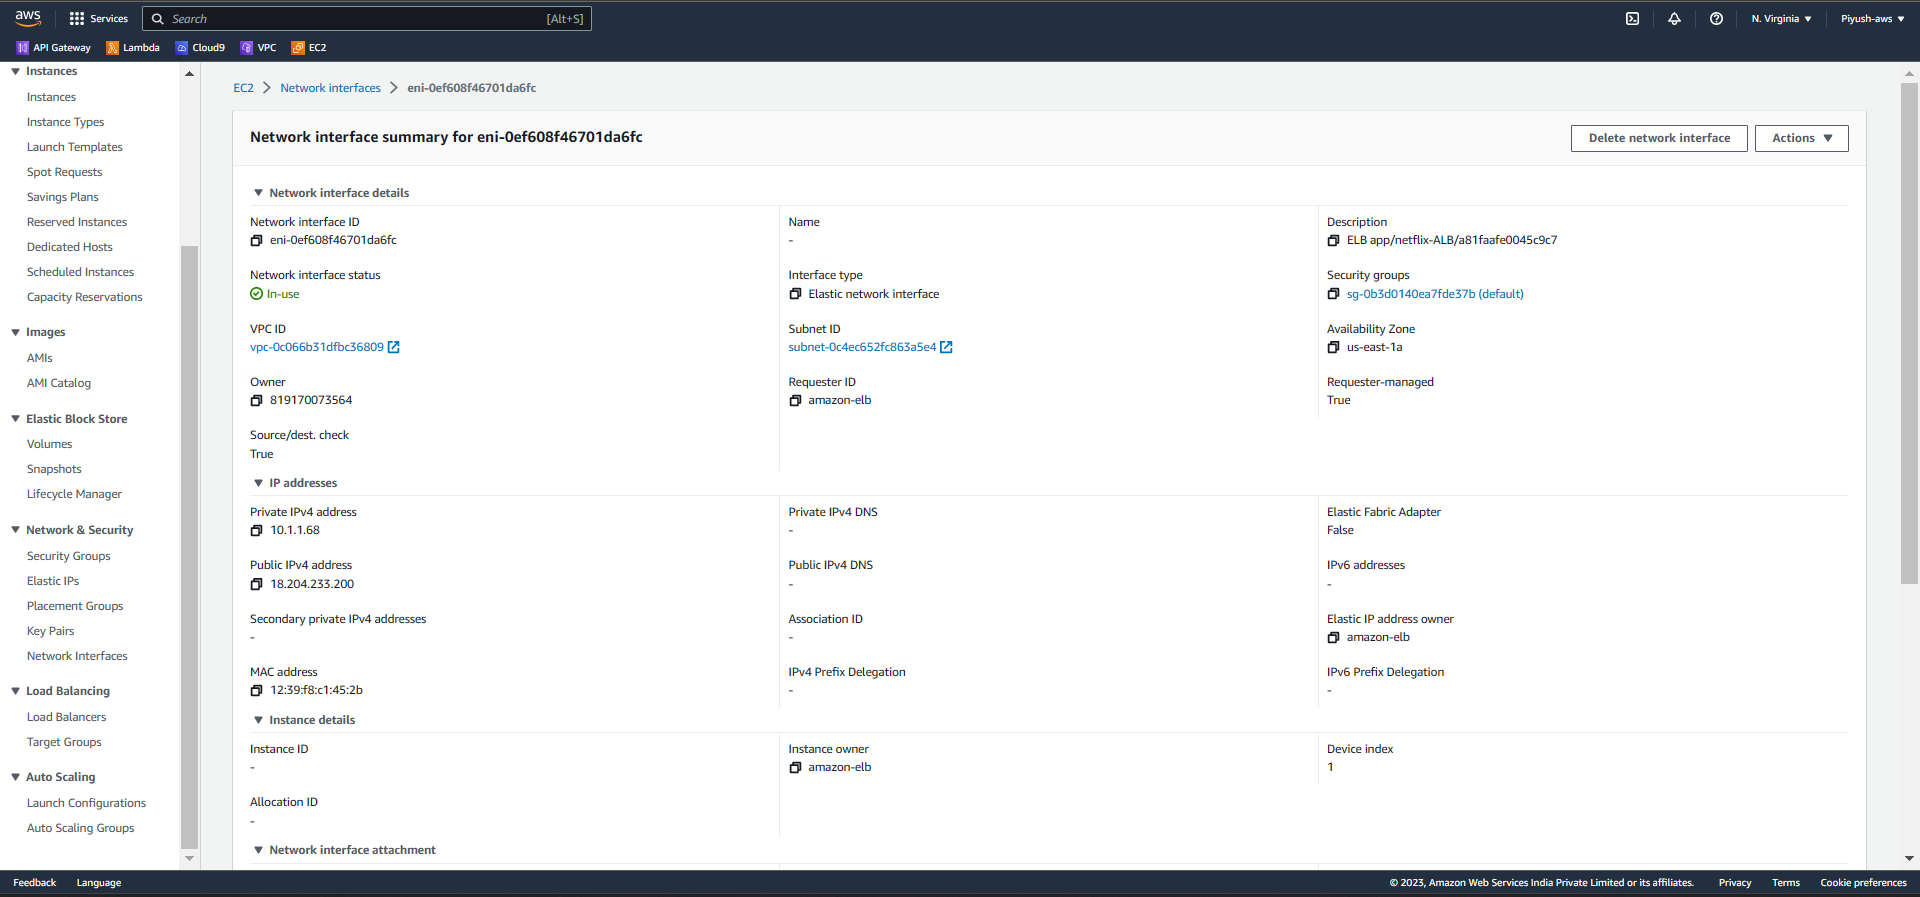 aws
Services
Search
[Alt+S]
N. Virginia
Piyush-aws
API Gateway
Lambda
Cloud9
VPC
EC2
Instances
Instances
Instance Types
Launch Templates
Spot Requests
Savings Plans
Reserved Instances
Dedicated Hosts
Scheduled Instances
Capacity Reservations
Images
AMIs
AMI Catalog
Elastic Block Store
Volumes
Snapshots
Lifecycle Manager
Network & Security
Security Groups
Elastic IPs
Placement Groups
Key Pairs
Network Interfaces
Load Balancing
Load Balancers
Target Groups
Auto Scaling
Launch Configurations
Auto Scaling Groups
EC2 > Network interfaces > eni-0ef608f46701da6fc
Network interface summary for eni-0ef608f46701da6fc
Delete network interface
Actions
Network interface details
Network interface ID
eni-0ef608f46701da6fc
Name
-
Description
ELB app/netflix-ALB/a81faafe0045c9c7
Network interface status
In-use
Interface type
Elastic network interface
Security groups
sg-0b3d0140ea7fde37b (default)
VPC ID
vpc-0c066b31dfbc36809
Subnet ID
subnet-0c4ec652fc863a5e4
Availability Zone
us-east-1a
Owner
819170073564
Requester ID
amazon-elb
Requester-managed
True
Source/dest. check
True
IP addresses
Private IPv4 address
10.1.1.68
Private IPv4 DNS
-
Elastic Fabric Adapter
False
Public IPv4 address
18.204.233.200
Public IPv4 DNS
-
IPv6 addresses
-
Secondary private IPv4 addresses
-
Association ID
-
Elastic IP address owner
amazon-elb
MAC address
12:39:f8:c1:45:2b
IPv4 Prefix Delegation
-
IPv6 Prefix Delegation
-
Instance details
Instance ID
-
Instance owner
amazon-elb
Device index
1
Allocation ID
-
Network interface attachment
Feedback
Language
© 2023, Amazon Web Services India Private Limited or its affiliates.
Privacy
Terms
Cookie preferences